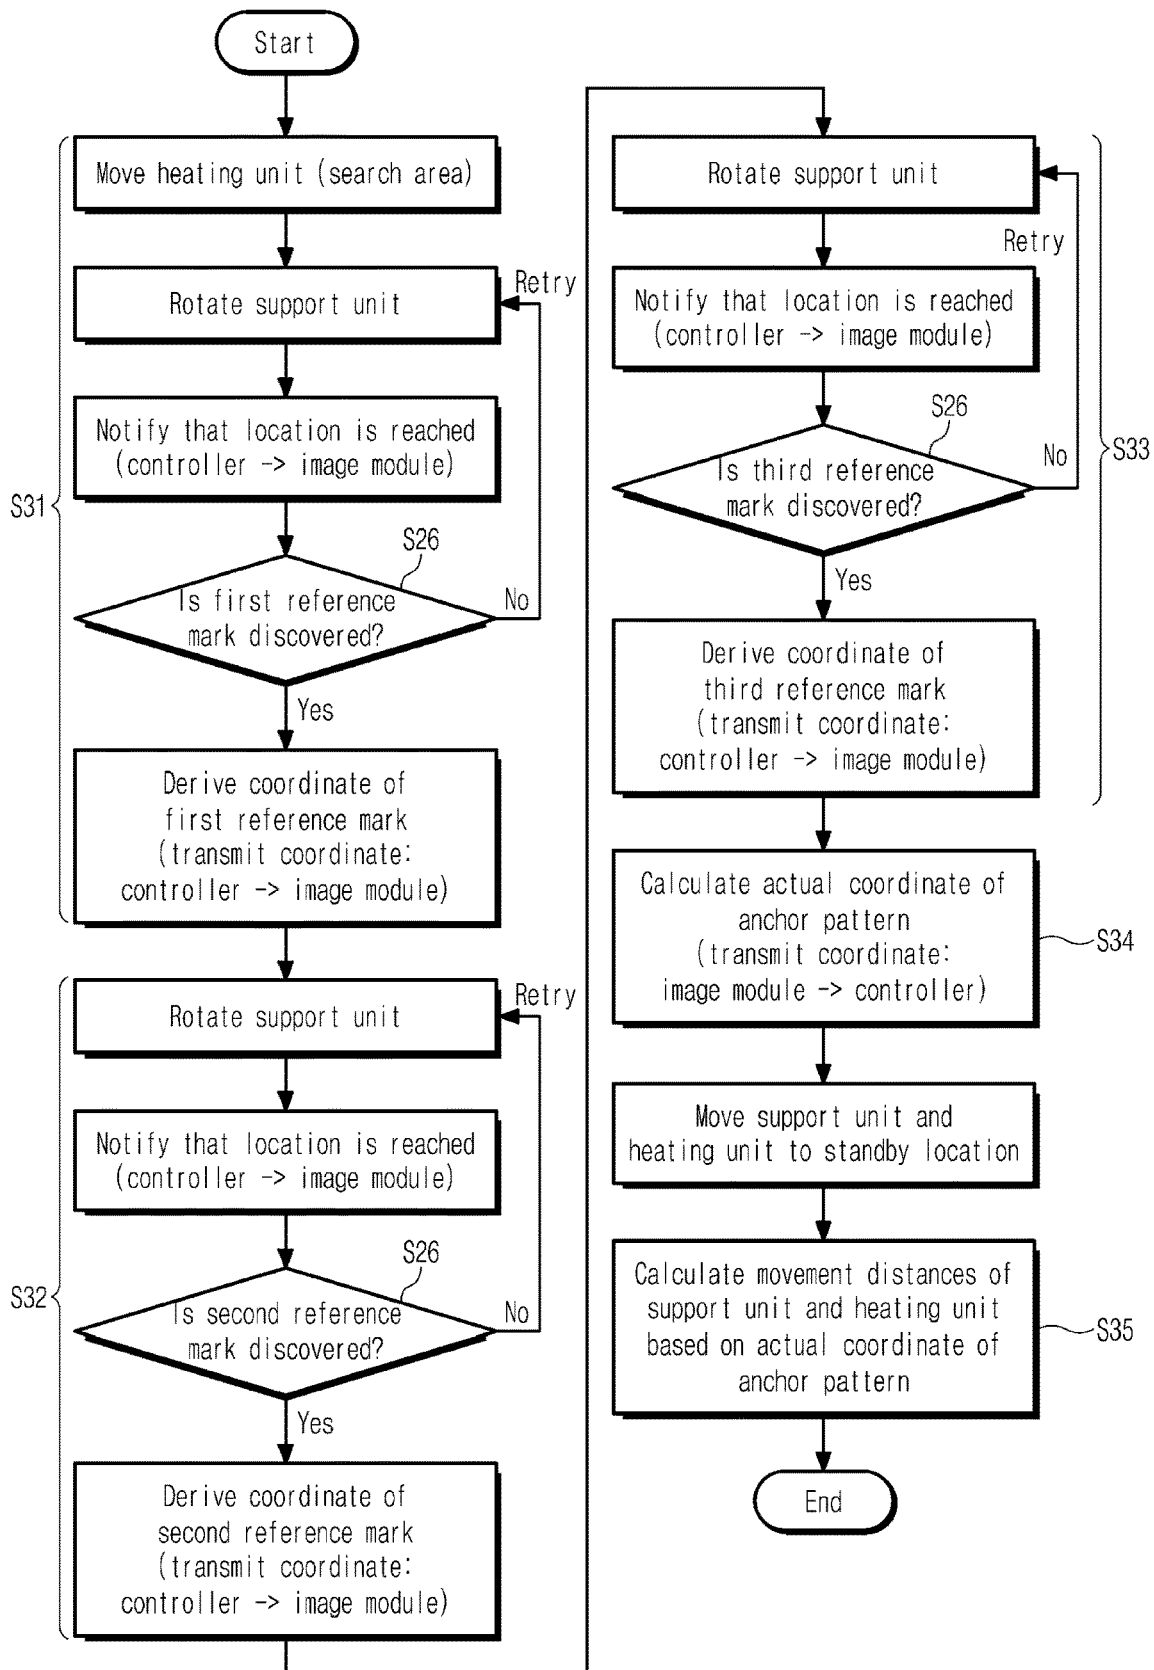 Start
Move heating unit (search area)
Rotate support unit
Retry
Notify that location is reached
(controller -> image module)
S31
S26
Is first reference
mark discovered?
No
Yes
Derive coordinate of
first reference mark
(transmit coordinate:
controller -> image module)
Rotate support unit
Retry
Notify that location is reached
(controller -> image module)
S32
S26
Is second reference
mark discovered?
No
Yes
Derive coordinate of
second reference mark
(transmit coordinate:
controller -> image module)
Rotate support unit
Retry
Notify that location is reached
(controller -> image module)
S33
S26
Is third reference
mark discovered?
No
Yes
Derive coordinate of
third reference mark
(transmit coordinate:
controller -> image module)
Calculate actual coordinate of
anchor pattern
(transmit coordinate:
image module -> controller)
S34
Move support unit and
heating unit to standby location
Calculate movement distances of
support unit and heating unit
based on actual coordinate of
anchor pattern
S35
End